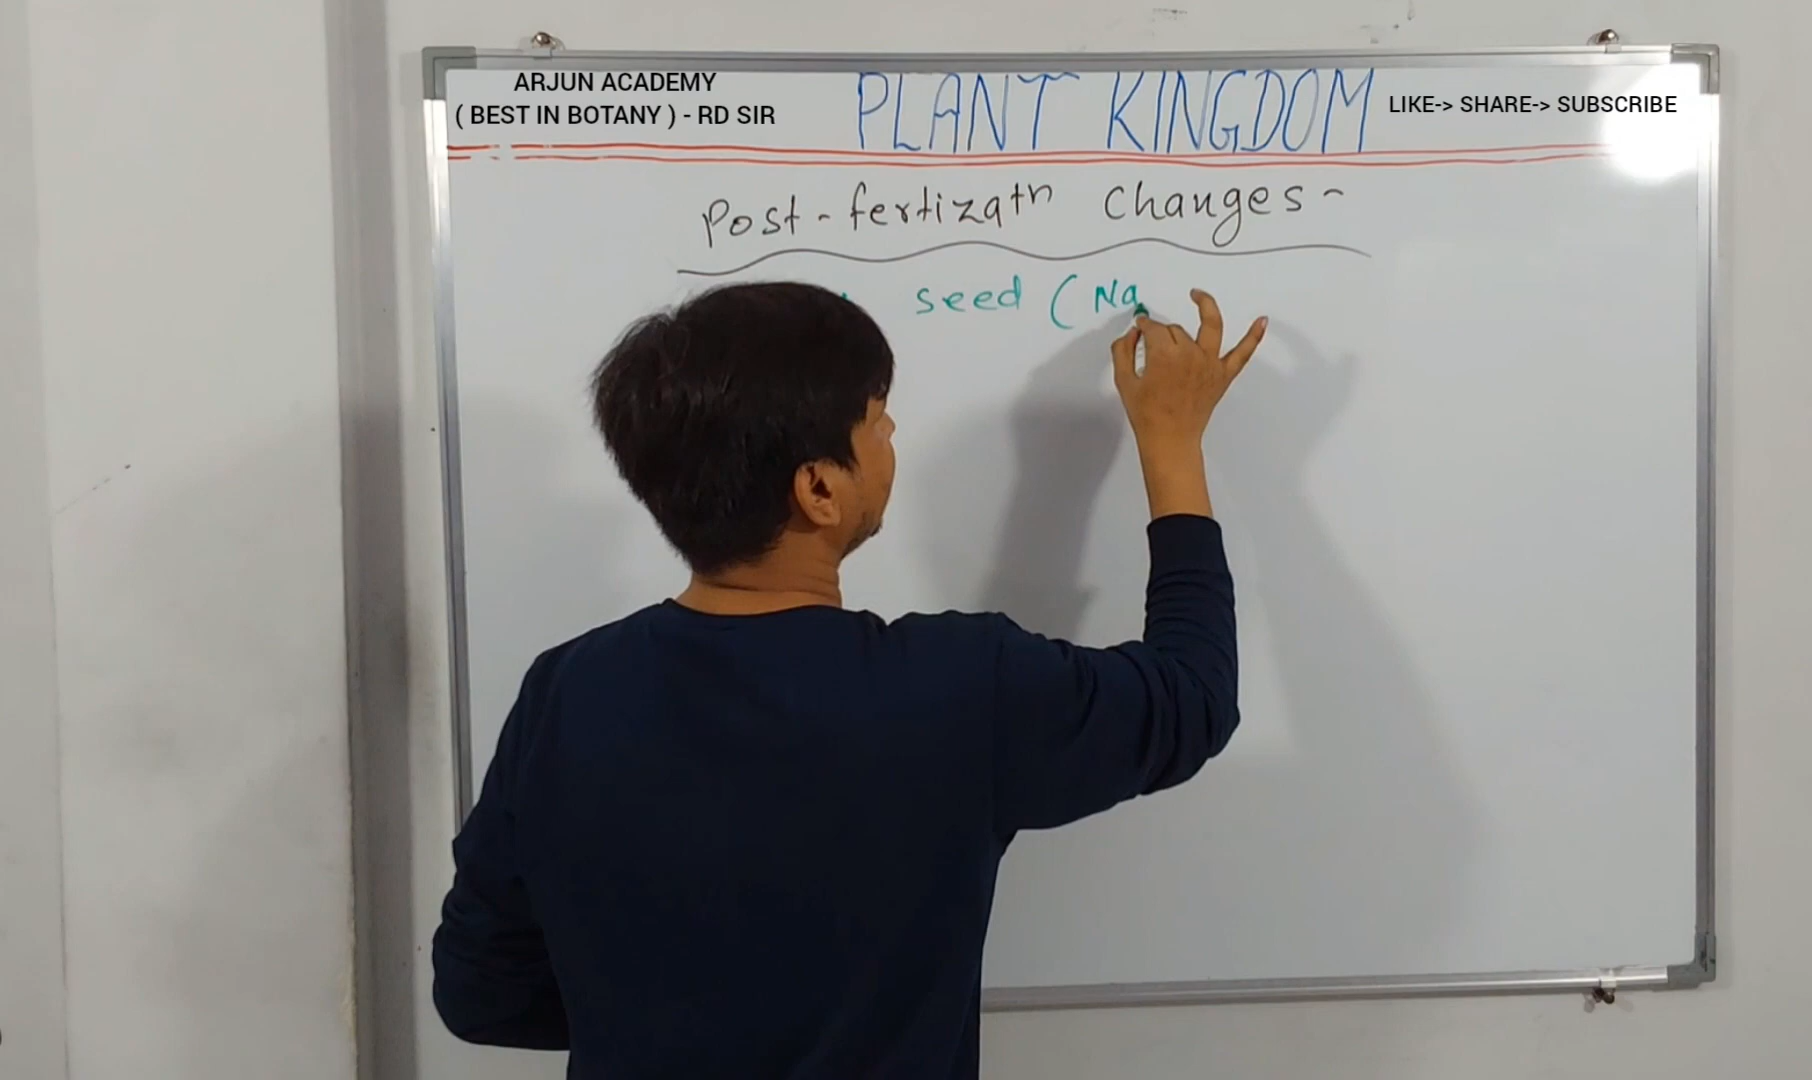 ARJUN ACADEMY
( BEST IN BOTANY ) - RD SIR
PLANT KINGDOM
LIKE-> SHARE-> SUBSCRIBE
Post-fertizatn Changes-
seed (Na